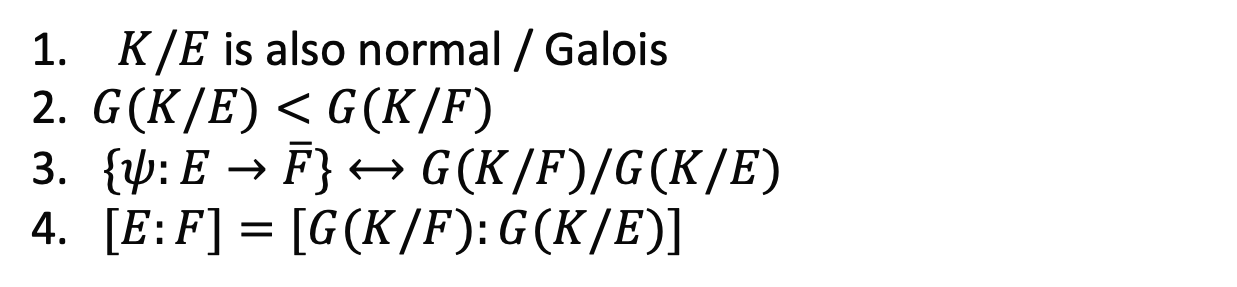 1. K/E is also normal / Galois
2. G(K/E) < G(K/F)
3. {ψ: E → F̅} ↔ G(K/F)/G(K/E)
4. [E: F] = [G(K/F): G(K/E)]